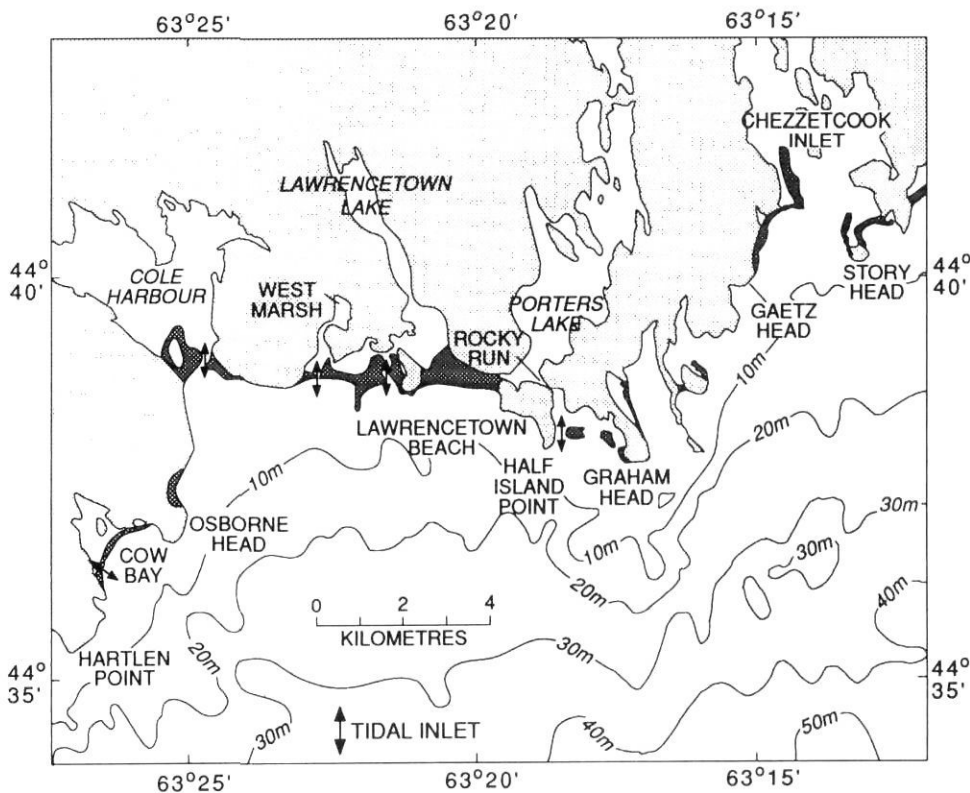 63°25'
63°20'
63°15'
CHEZZETCOOK
INLET
LAWRENCETOWN
LAKE
44°
40'
COLE
HARBOUR
WEST
MARSH
PORTERS
LAKE
ROCKY
RUN
STORY
HEAD
44°
40'
GAETZ
HEAD
10m
20m
LAWRENCETOWN
BEACH
10m
HALF
ISLAND
POINT
GRAHAM
HEAD
30m
OSBORNE
HEAD
COW
BAY
10m
30m
20m
40m
0 2 4
KILOMETRES
HARTLEN
POINT
20m
30m
44°
35'
44°
35'
TIDAL INLET
30m
40m
50m
63°25'
63°20'
63°15'